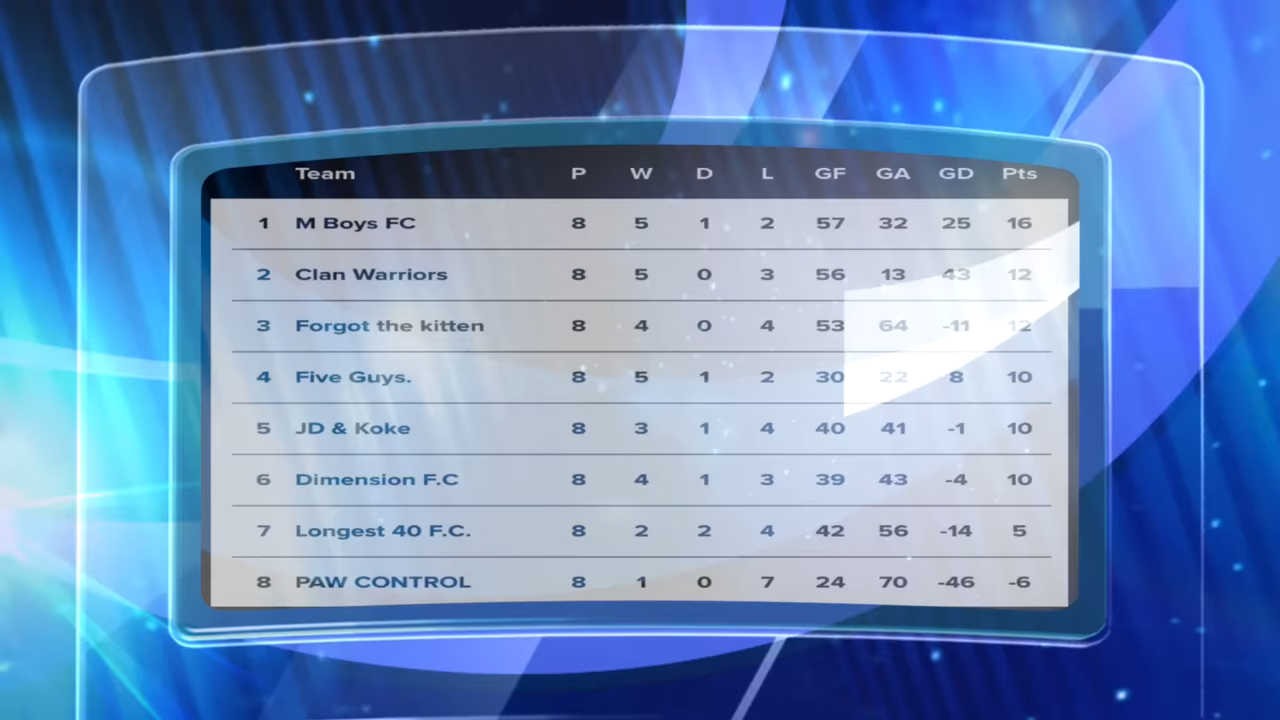 Team P W D L GF GA GD Pts
1 M Boys FC 8 5 1 2 57 32 25 16
2 Clan Warriors 8 5 0 3 56 13 43 12
3 Forgot the kitten 8 4 0 4 53 64 -11 12
4 Five Guys. 8 5 1 2 30 22 8 10
5 JD & Koke 8 3 1 4 40 41 -1 10
6 Dimension F.C 8 4 1 3 39 43 -4 10
7 Longest 40 F.C. 8 2 2 4 42 56 -14 5
8 PAW CONTROL 8 1 0 7 24 70 -46 -6